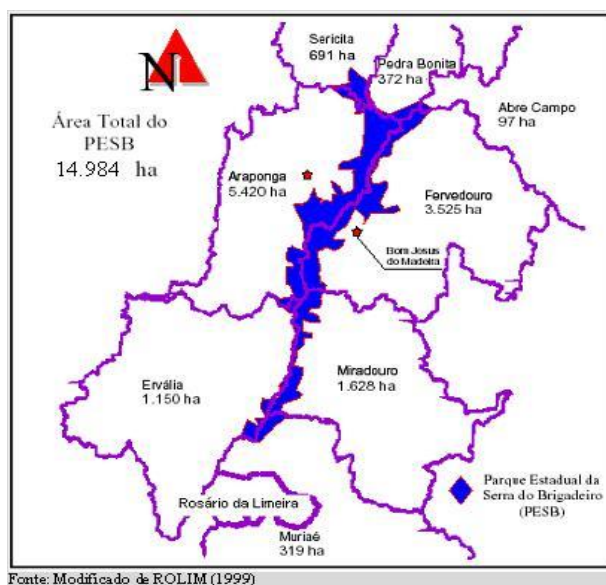 Sericita
691 ha
Pedra Bonita
372 ha
N
Abre Campo
97 ha
Área Total do
PESB
14.984 ha
Araponga
5.420 ha
Fervedouro
3.525 ha
Bom Jesus
do Madeira
Ervália
1.150 ha
Miradouro
1.628 ha
Rosário da Limeira
Muriaé
319 ha
Parque Estadual da
Serra do Brigadeiro
(PESB)
Fonte: Modificado de ROLIM (1999)